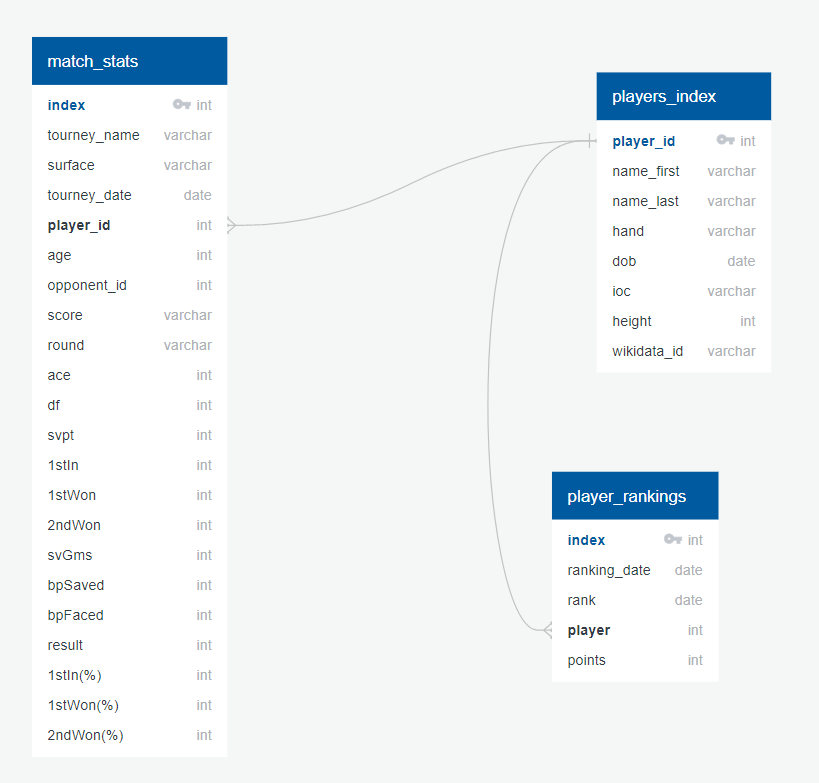 match_stats
index int
tourney_name varchar
surface varchar
tourney_date date
player_id int
age int
opponent_id int
score varchar
round varchar
ace int
df int
svpt int
1stIn int
1stWon int
2ndWon int
svGms int
bpSaved int
bpFaced int
result int
1stIn(%) int
1stWon(%) int
2ndWon(%) int
players_index
player_id int
name_first varchar
name_last varchar
hand varchar
dob date
ioc varchar
height int
wikidata_id varchar
player_rankings
index int
ranking_date date
rank date
player int
points int